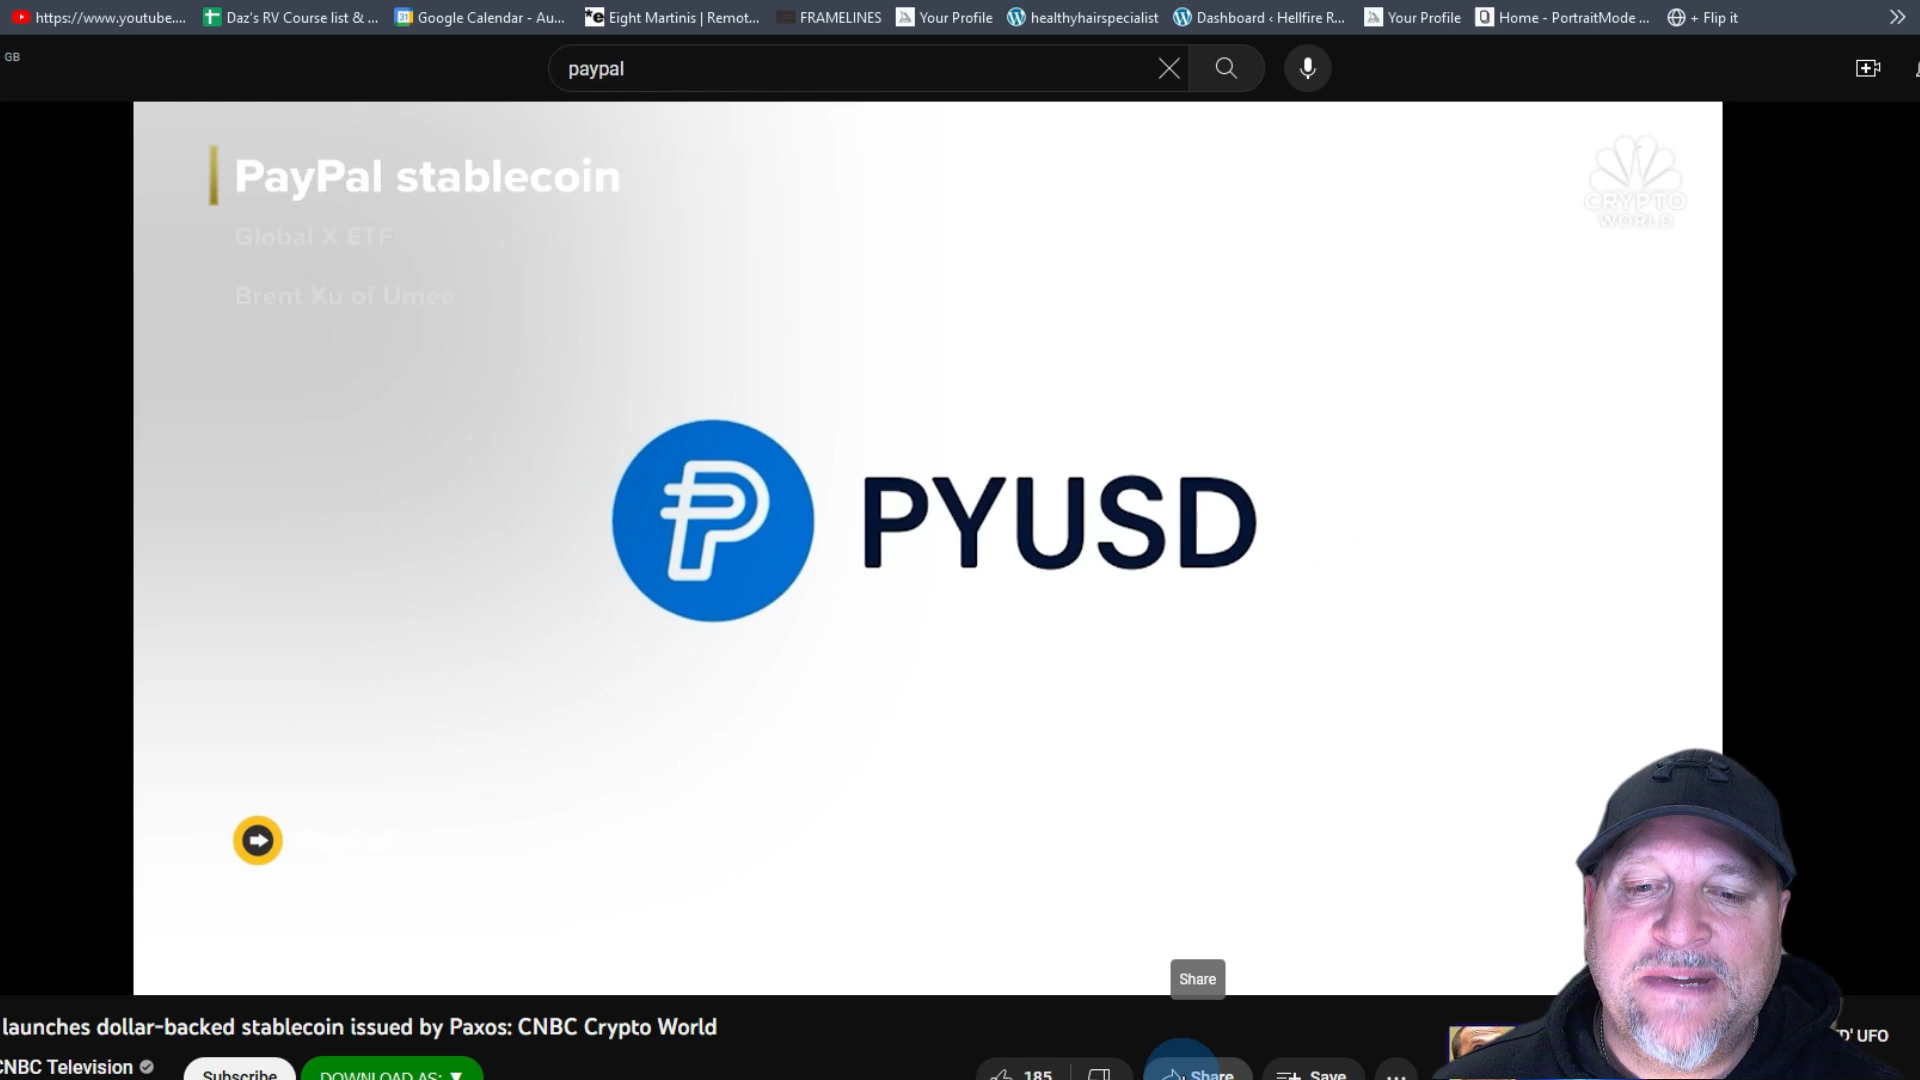 https://www.youtube.... Daz's RV Course list & ... Google Calendar - Au... Eight Martinis | Remot... FRAMELINES Your Profile healthyhairspecialist Dashboard ‹ Hellfire R... Your Profile Home - PortraitMode ... + Flip it
GB
paypal
PayPal stablecoin
Global X ETF
Brent Xu of Umee
CRYPTO
WORLD
PYUSD
Share
launches dollar-backed stablecoin issued by Paxos: CNBC Crypto World
UFO
CNBC Television
Subscribe
DOWNLOAD AS: ▼
185
Share
Save